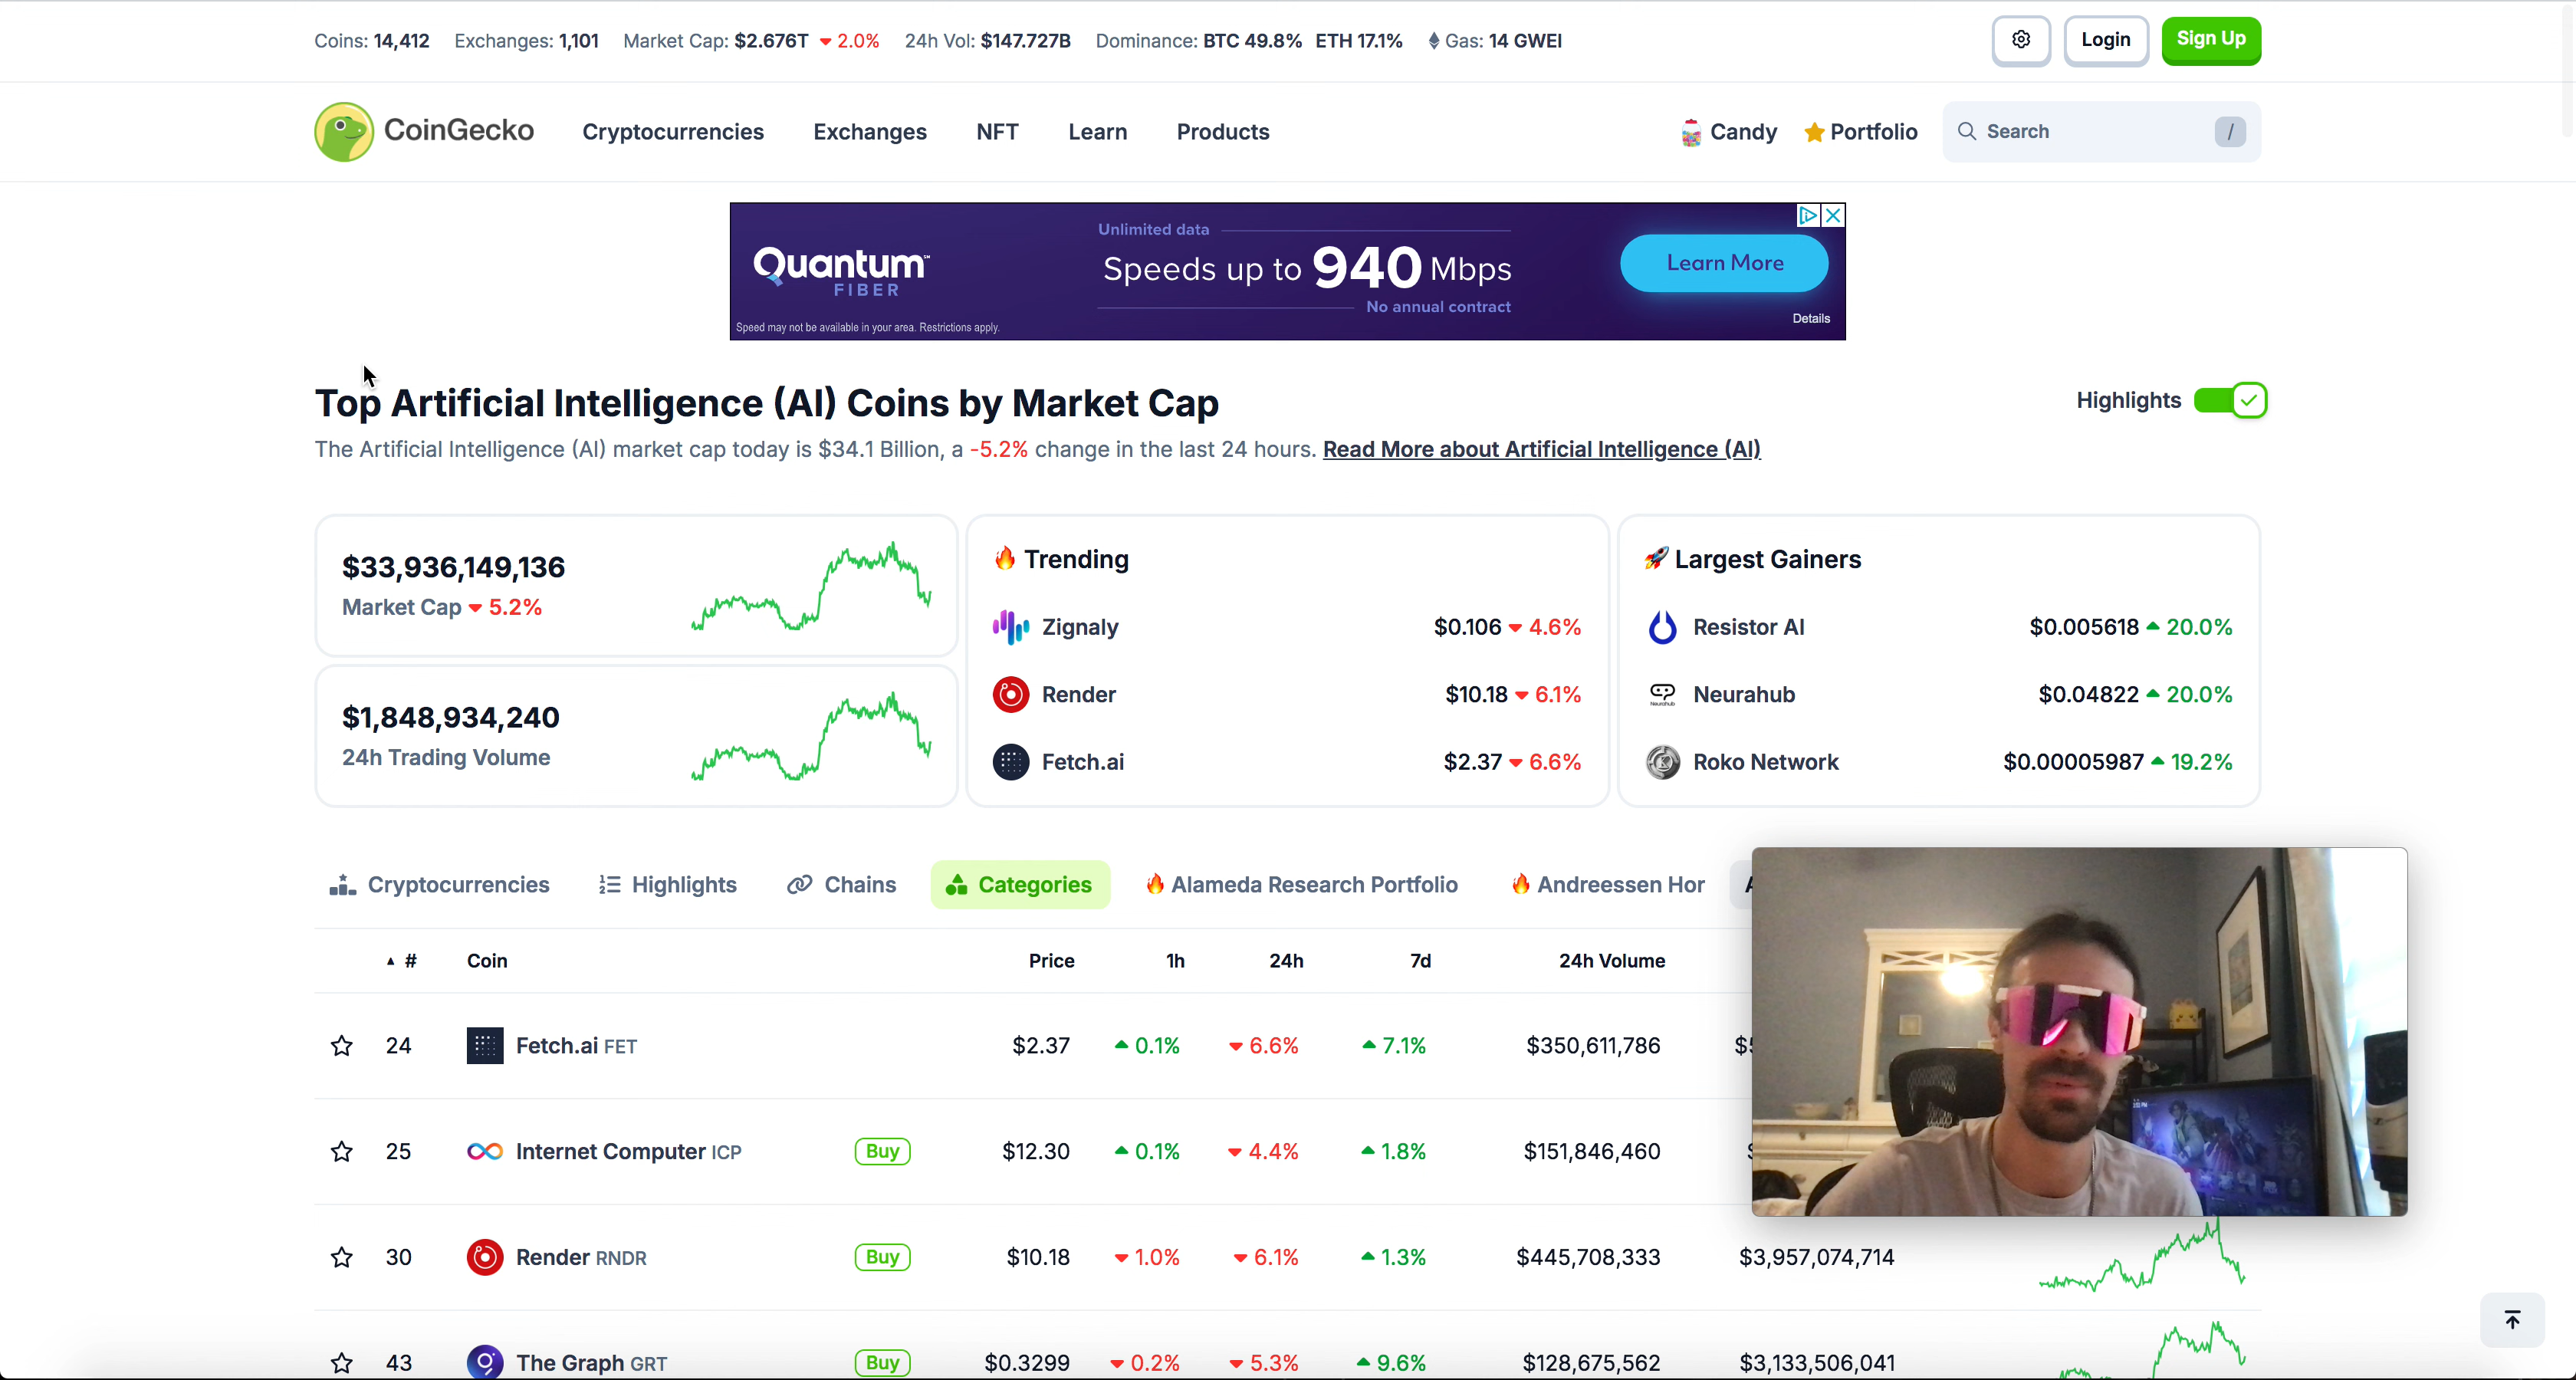 Coins: 14,412 Exchanges: 1,101 Market Cap: $2.676T 2.0% 24h Vol: $147.727B Dominance: BTC 49.8% ETH 17.1% Gas: 14 GWEI Login Sign Up
CoinGecko Cryptocurrencies Exchanges NFT Learn Products Candy Portfolio Search /
Quantum FIBER
Unlimited data
Speeds up to 940 Mbps
No annual contract
Learn More
Details
Speed may not be available in your area. Restrictions apply.
Top Artificial Intelligence (AI) Coins by Market Cap Highlights
The Artificial Intelligence (AI) market cap today is $34.1 Billion, a -5.2% change in the last 24 hours. Read More about Artificial Intelligence (AI)
$33,936,149,136
Market Cap 5.2%
$1,848,934,240
24h Trading Volume
Trending
Zignaly $0.106 4.6%
Render $10.18 6.1%
Fetch.ai $2.37 6.6%
Largest Gainers
Resistor AI $0.005618 20.0%
Neurahub $0.04822 20.0%
Roko Network $0.00005987 19.2%
Cryptocurrencies Highlights Chains Categories Alameda Research Portfolio Andreessen Hor
# Coin Price 1h 24h 7d 24h Volume
24 Fetch.ai FET $2.37 0.1% 6.6% 7.1% $350,611,786
25 Internet Computer ICP Buy $12.30 0.1% 4.4% 1.8% $151,846,460
30 Render RNDR Buy $10.18 1.0% 6.1% 1.3% $445,708,333 $3,957,074,714
43 The Graph GRT Buy $0.3299 0.2% 5.3% 9.6% $128,675,562 $3,133,506,041